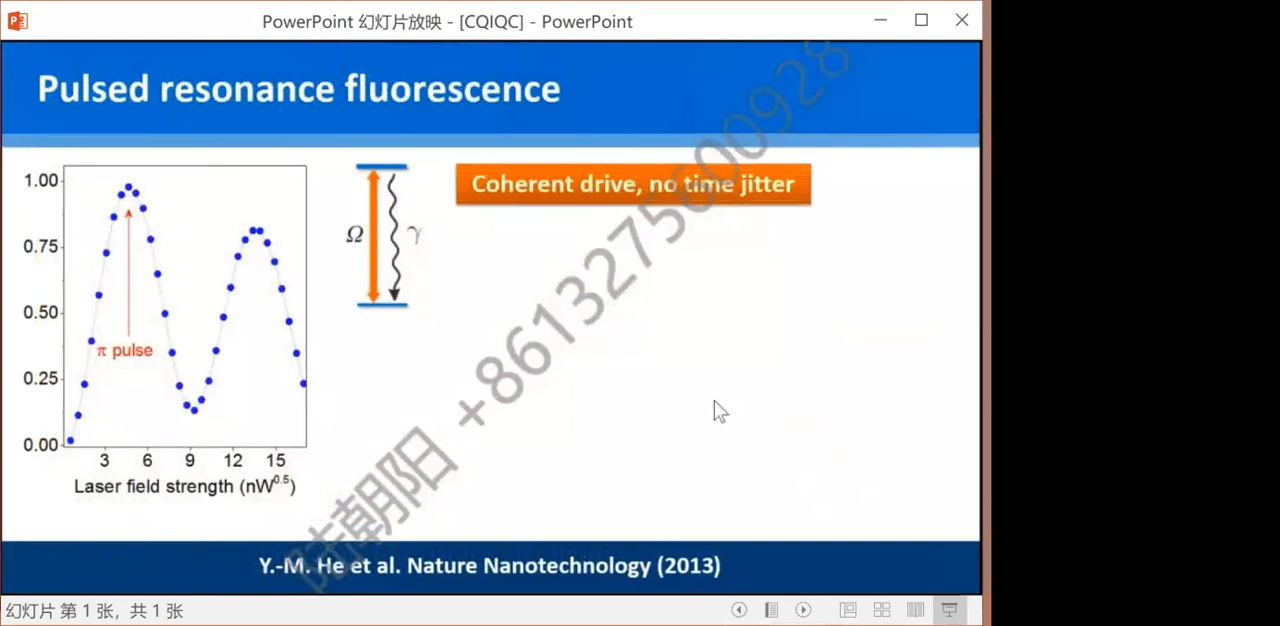 PowerPoint 幻灯片放映 - [CQIQC] - PowerPoint
Pulsed resonance fluorescence
1.00
0.75
0.50
0.25
0.00
π pulse
3 6 9 12 15
Laser field strength (nW^0.5)
Ω
γ
Coherent drive, no time jitter
陆朝阳 +8613275600928
Y.-M. He et al. Nature Nanotechnology (2013)
幻灯片 第 1 张，共 1 张